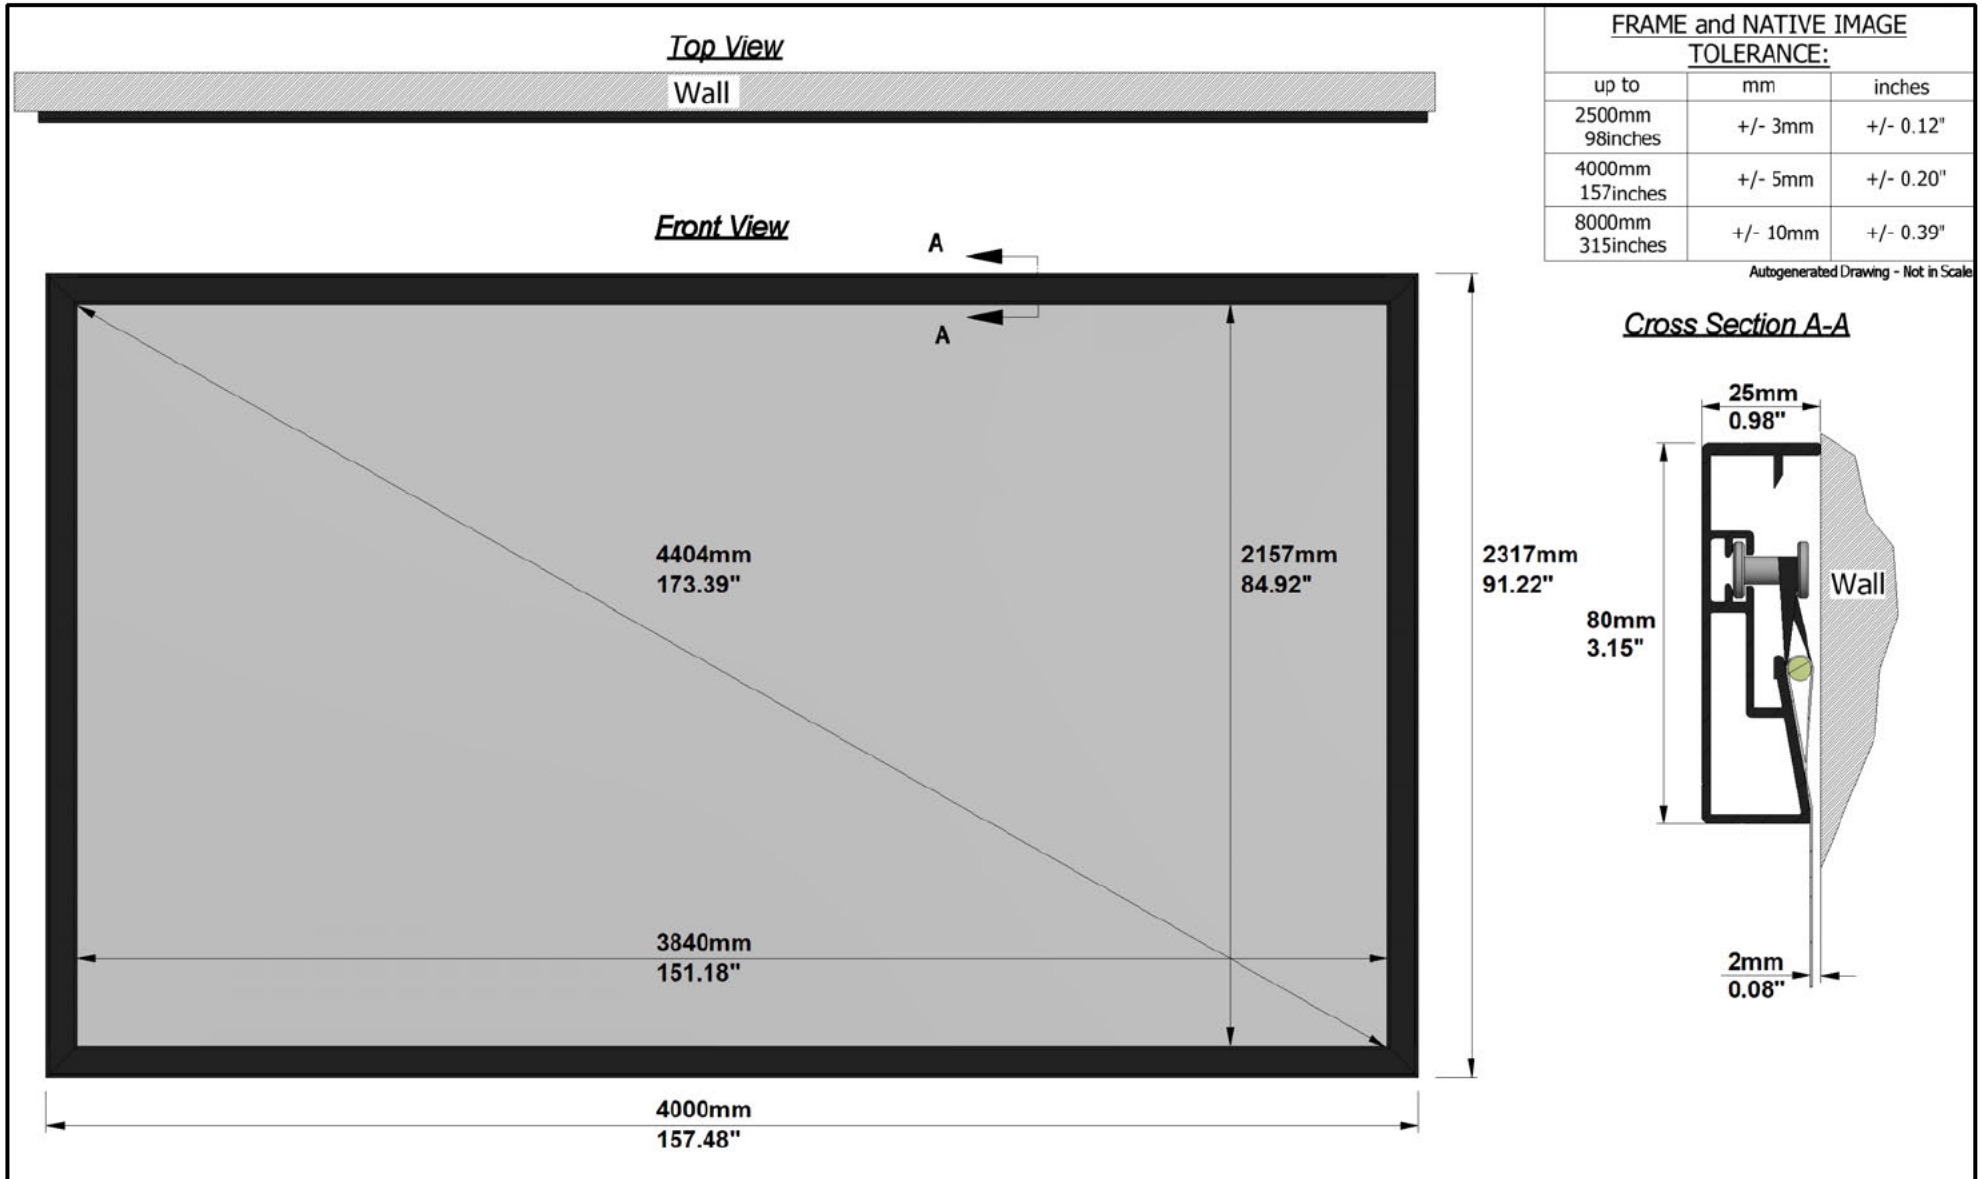 Top View
Wall
FRAME and NATIVE IMAGE
TOLERANCE:
up to mm inches
2500mm
98inches
+/- 3mm +/- 0.12"
4000mm
157inches
+/- 5mm +/- 0.20"
8000mm
315inches
+/- 10mm +/- 0.39"
Autogenerated Drawing - Not in Scale
Front View
A
A
4404mm
173.39"
2157mm
84.92"
2317mm
91.22"
3840mm
151.18"
4000mm
157.48"
Cross Section A-A
25mm
0.98"
Wall
80mm
3.15"
2mm
0.08"